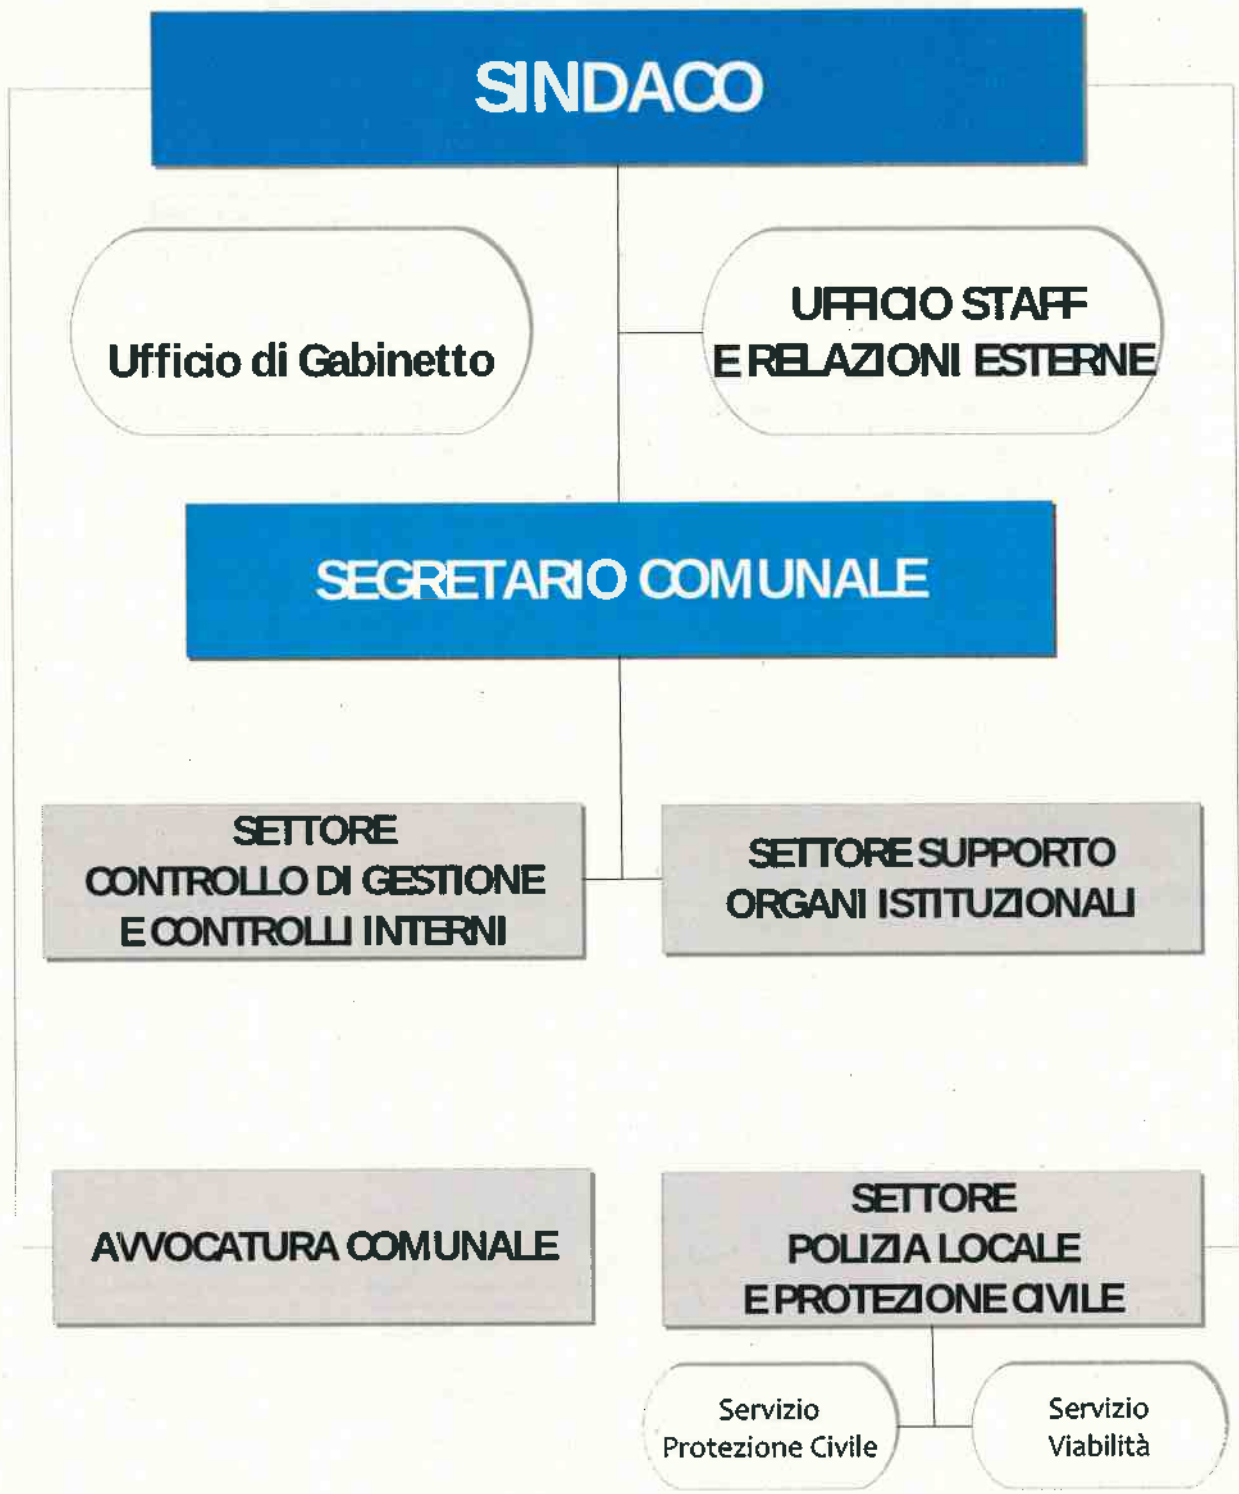 SINDACO
Ufficio di Gabinetto
UFFICIO STAFF
E RELAZIONI ESTERNE
SEGRETARIO COMUNALE
SETTORE
CONTROLLO DI GESTIONE
E CONTROLLI INTERNI
SETTORE SUPPORTO
ORGANI ISTITUZIONALI
AVVOCATURA COMUNALE
SETTORE
POLIZIA LOCALE
E PROTEZIONE CIVILE
Servizio
Protezione Civile
Servizio
Viabilità